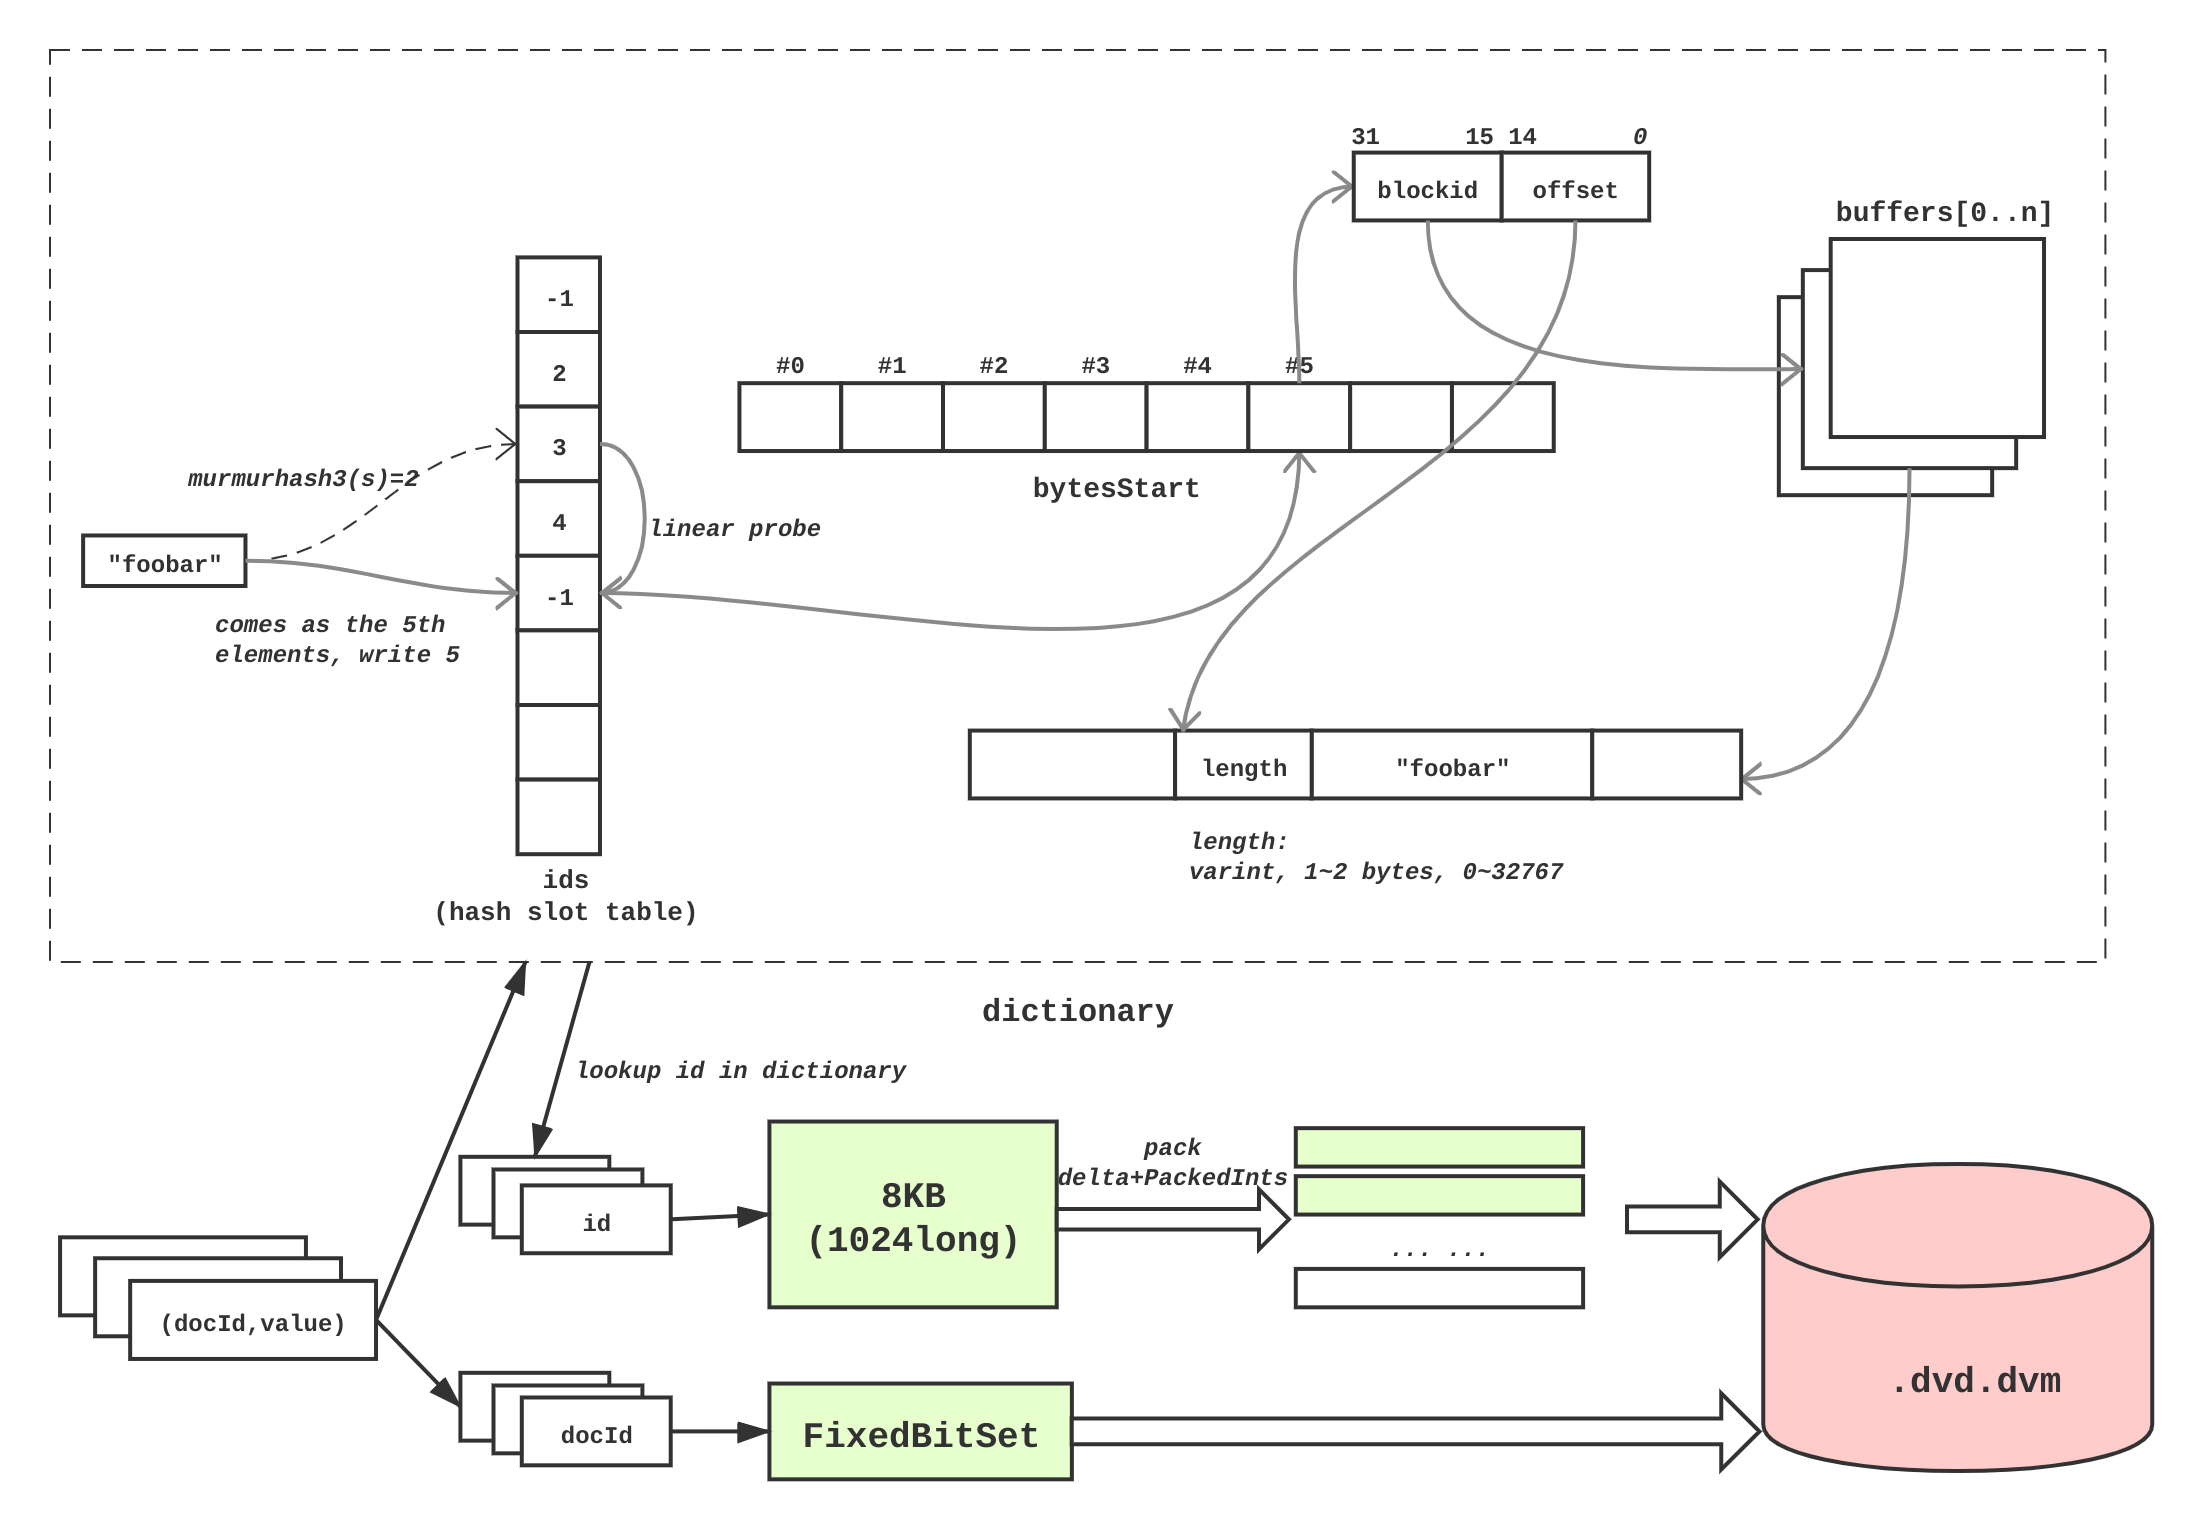 31 15 14 0
blockid offset
buffers[0..n]
-1
2
3
4
-1
#0 #1 #2 #3 #4 #5
bytesStart
murmurhash3(s)=2
linear probe
"foobar"
comes as the 5th
elements, write 5
length "foobar"
length:
varint, 1~2 bytes, 0~32767
ids
(hash slot table)
dictionary
lookup id in dictionary
pack
delta+PackedInts
8KB
(1024long)
id
... ...
(docId,value)
.dvd.dvm
docId
FixedBitSet